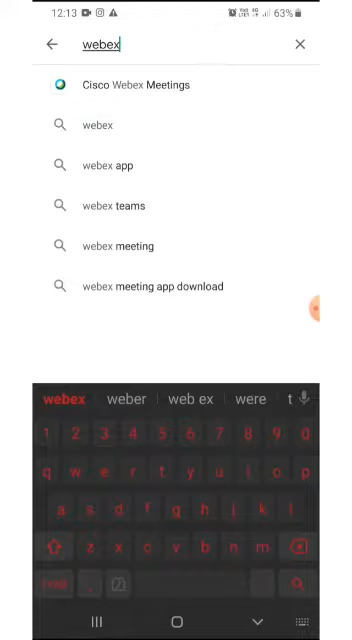 12:13 63%
webex
Cisco Webex Meetings
webex
webex app
webex teams
webex meeting
webex meeting app download
webex weber web ex were t
1 2 3 4 5 6 7 8 9 0
q w e r t y u i o p
a s d f g h j k l
z x c v b n m
,